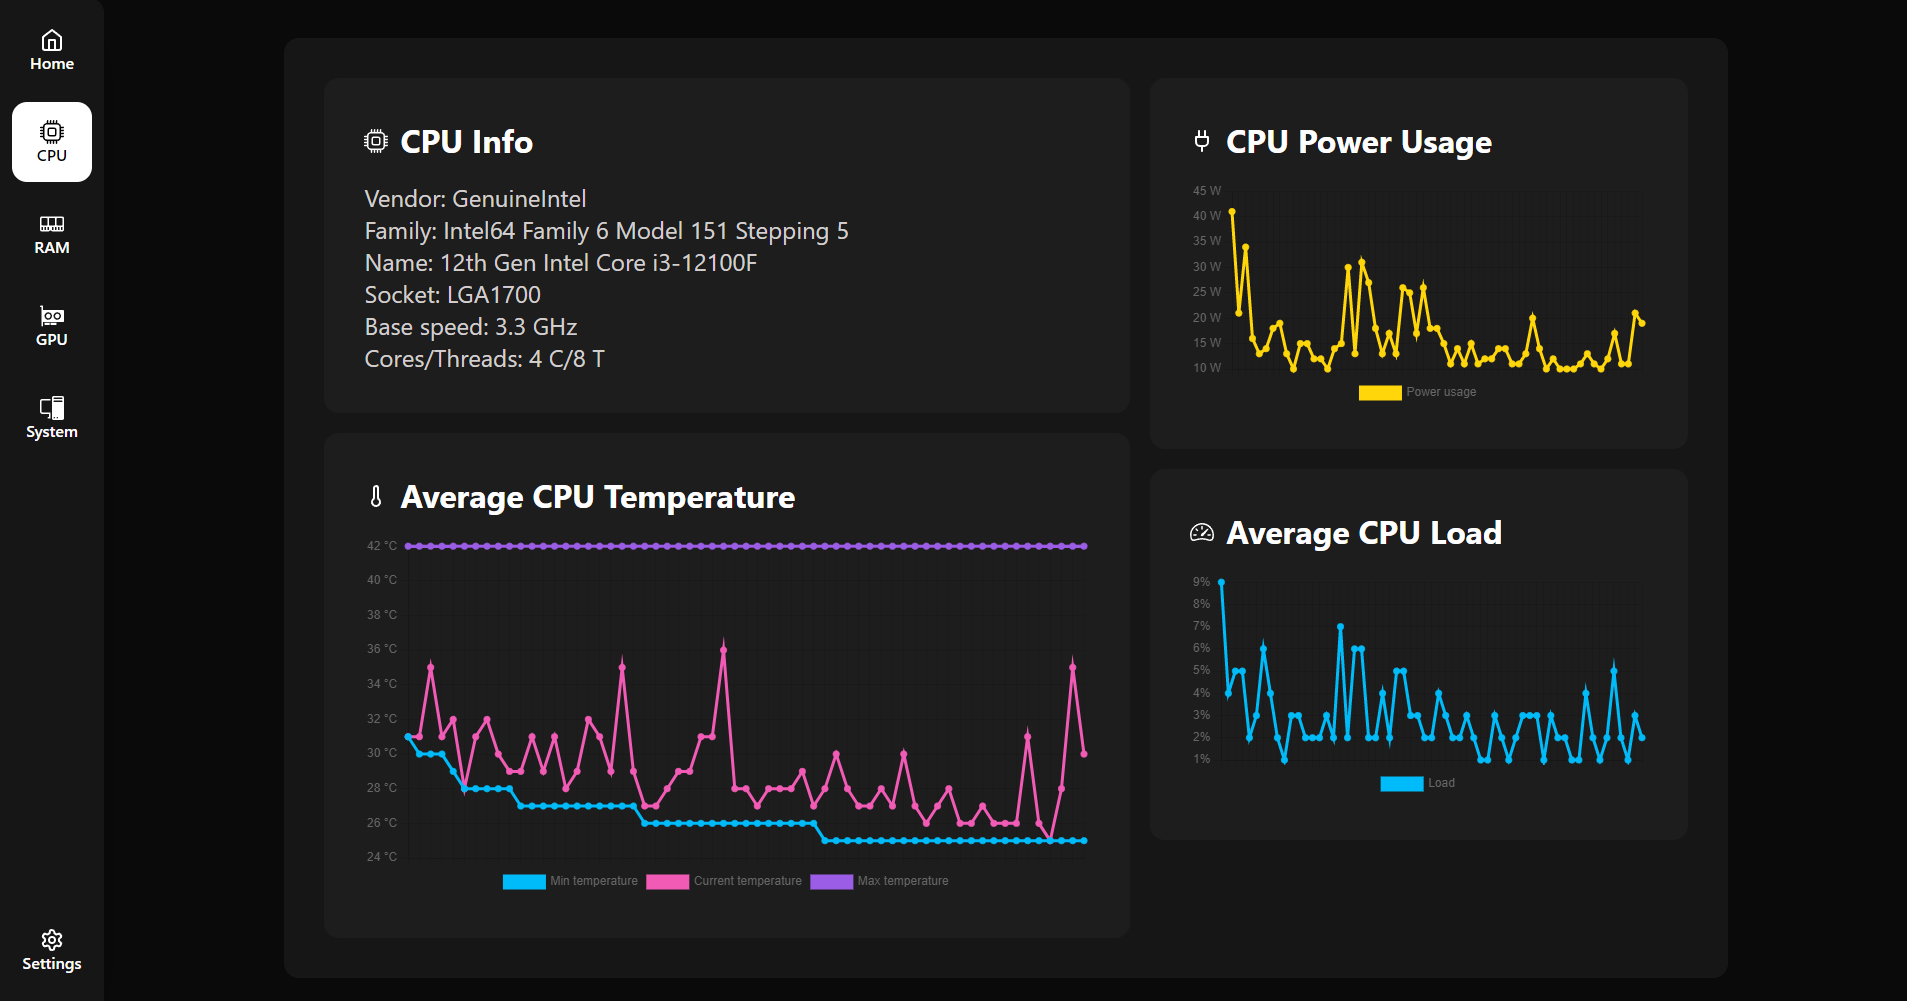 Home
CPU
RAM
GPU
System
Settings
CPU Info
Vendor: GenuineIntel
Family: Intel64 Family 6 Model 151 Stepping 5
Name: 12th Gen Intel Core i3-12100F
Socket: LGA1700
Base speed: 3.3 GHz
Cores/Threads: 4 C/8 T
Average CPU Temperature
42 °C
40 °C
38 °C
36 °C
34 °C
32 °C
30 °C
28 °C
26 °C
24 °C
Min temperature Current temperature Max temperature
CPU Power Usage
45 W
40 W
35 W
30 W
25 W
20 W
15 W
10 W
Power usage
Average CPU Load
9%
8%
7%
6%
5%
4%
3%
2%
1%
Load